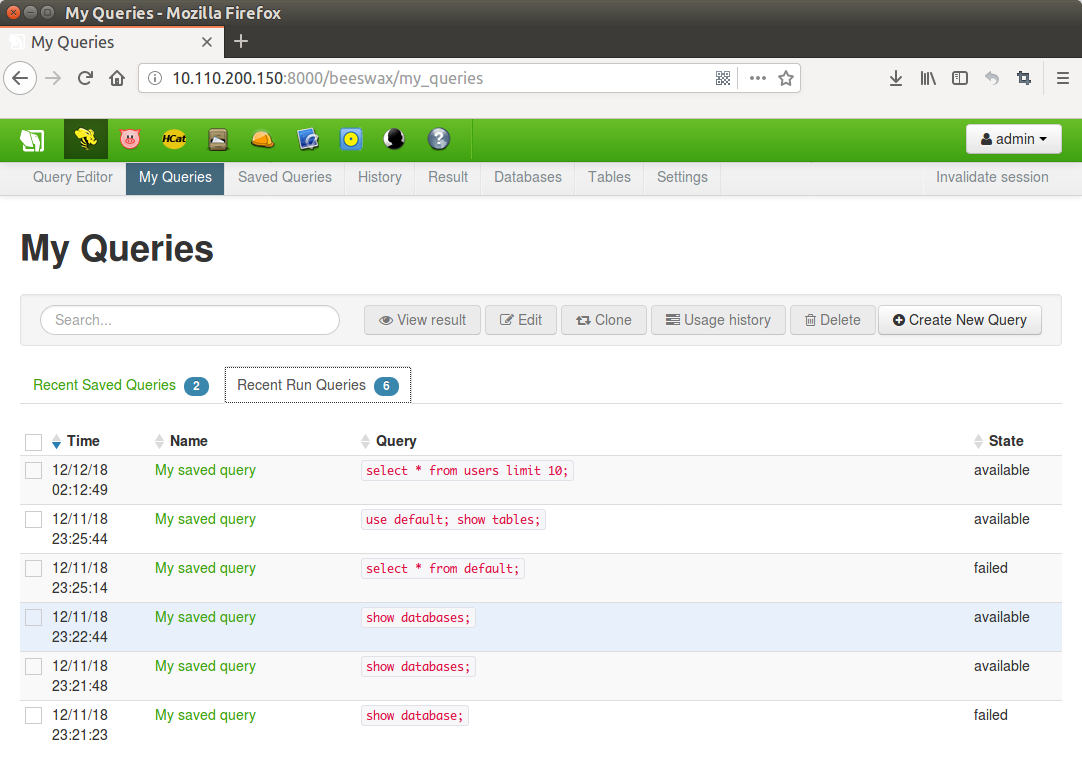 My Queries - Mozilla Firefox
My Queries
10.110.200.150:8000/beeswax/my_queries
HCat
admin
Query Editor My Queries Saved Queries History Result Databases Tables Settings Invalidate session
My Queries
Search... View result Edit Clone Usage history Delete Create New Query
Recent Saved Queries 2 Recent Run Queries 6
Time Name Query State
12/12/18 My saved query select * from users limit 10; available
02:12:49
12/11/18 My saved query use default; show tables; available
23:25:44
12/11/18 My saved query select * from default; failed
23:25:14
12/11/18 My saved query show databases; available
23:22:44
12/11/18 My saved query show databases; available
23:21:48
12/11/18 My saved query show database; failed
23:21:23